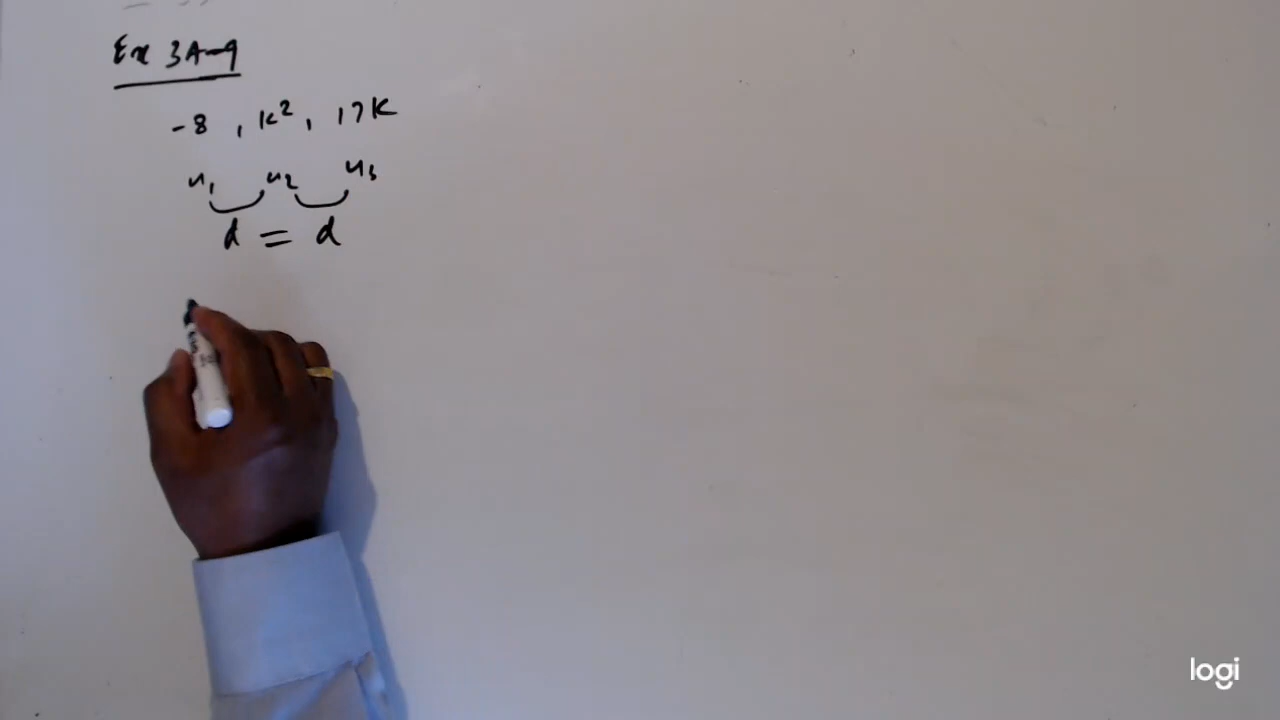 Ex 3A-9
-8 , k², 17k
u₁ u₂ u₃
d = d
logi